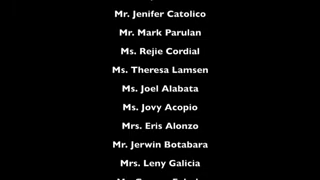 Mr. Jenifer Catolico
Mr. Mark Parulan
Ms. Rejie Cordial
Ms. Theresa Lamsen
Ms. Joel Alabata
Ms. Jovy Acopio
Mrs. Eris Alonzo
Mr. Jerwin Botabara
Mrs. Leny Galicia